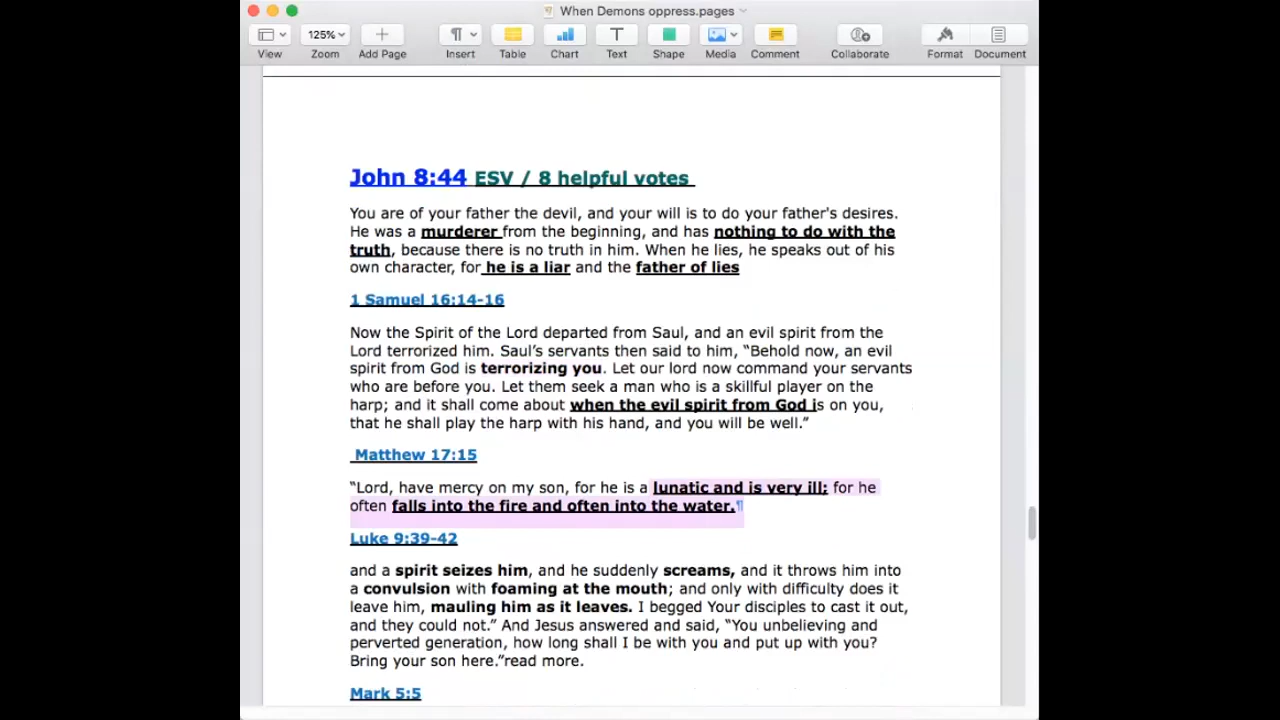 When Demons oppress.pages
125%
View Zoom Add Page Insert Table Chart Text Shape Media Comment Collaborate Format Document
John 8:44 ESV / 8 helpful votes
You are of your father the devil, and your will is to do your father's desires.
He was a murderer from the beginning, and has nothing to do with the
truth, because there is no truth in him. When he lies, he speaks out of his
own character, for he is a liar and the father of lies
1 Samuel 16:14-16
Now the Spirit of the Lord departed from Saul, and an evil spirit from the
Lord terrorized him. Saul’s servants then said to him, “Behold now, an evil
spirit from God is terrorizing you. Let our lord now command your servants
who are before you. Let them seek a man who is a skillful player on the
harp; and it shall come about when the evil spirit from God is on you,
that he shall play the harp with his hand, and you will be well.”
Matthew 17:15
“Lord, have mercy on my son, for he is a lunatic and is very ill; for he
often falls into the fire and often into the water.¶
Luke 9:39-42
and a spirit seizes him, and he suddenly screams, and it throws him into
a convulsion with foaming at the mouth; and only with difficulty does it
leave him, mauling him as it leaves. I begged Your disciples to cast it out,
and they could not.” And Jesus answered and said, “You unbelieving and
perverted generation, how long shall I be with you and put up with you?
Bring your son here.”read more.
Mark 5:5